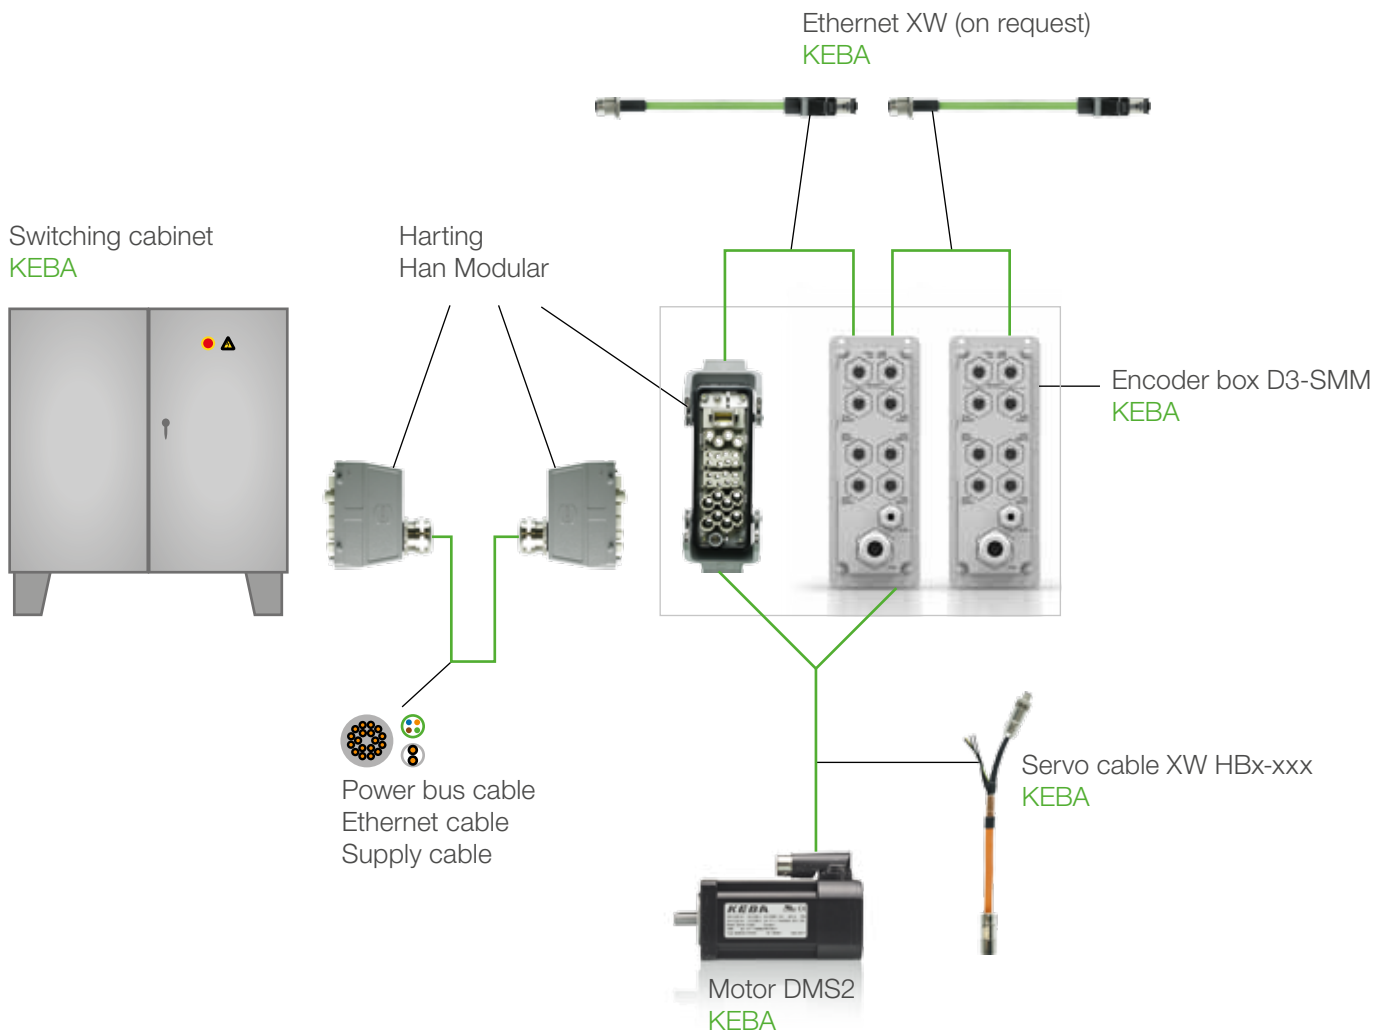 Ethernet XW (on request)
KEBA
Switching cabinet
KEBA
Harting
Han Modular
Encoder box D3-SMM
KEBA
Power bus cable
Ethernet cable
Supply cable
Servo cable XW HBx-xxx
KEBA
KEBA
Motor DMS2
KEBA